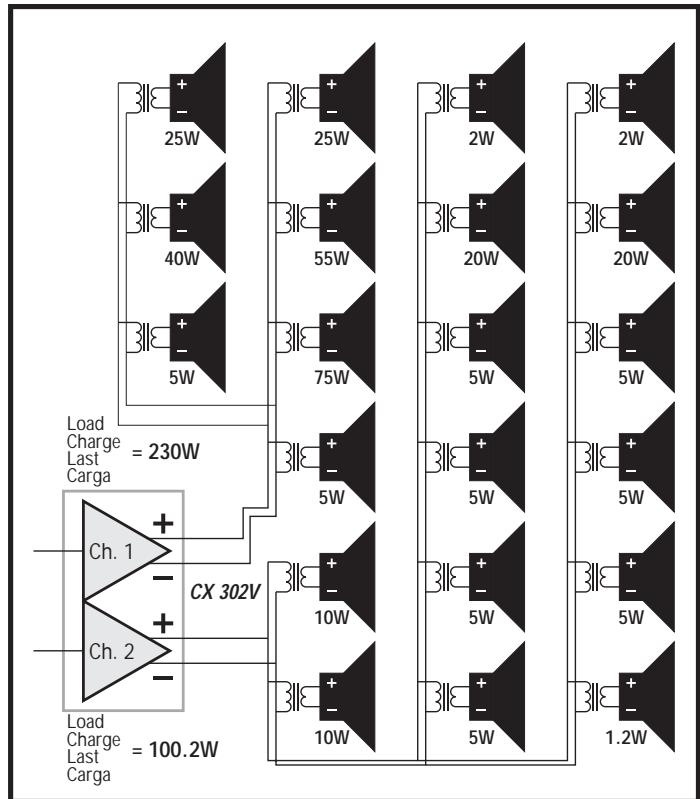 + + + +
− − − −
25W 25W 2W 2W
+ + + +
− − − −
40W 55W 20W 20W
+ + + +
− − − −
5W 75W 5W 5W
Load
Charge
Last
Carga
= 230W
+ + +
− − −
5W 5W 5W
Ch. 1
+
−
CX 302V
+ + +
− − −
10W 5W 5W
Ch. 2
+
−
+ + +
− − −
10W 5W 1.2W
Load
Charge
Last
Carga
= 100.2W